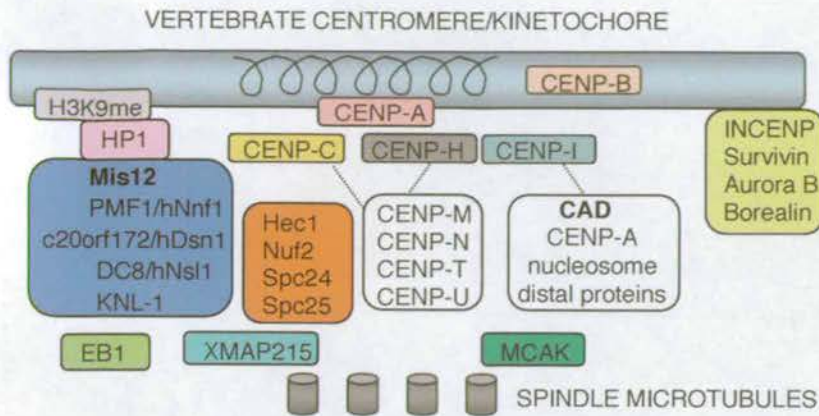 VERTEBRATE CENTROMERE/KINETOCHORE
CENP-B
H3K9me
CENP-A
HP1
CENP-C
CENP-H
CENP-I
INCENP
Survivin
Aurora B
Borealin
Mis12
PMF1/hNnf1
c20orf172/hDsn1
DC8/hNsl1
KNL-1
Hec1
Nuf2
Spc24
Spc25
CENP-M
CENP-N
CENP-T
CENP-U
CAD
CENP-A
nucleosome
distal proteins
EB1
XMAP215
MCAK
SPINDLE MICROTUBULES